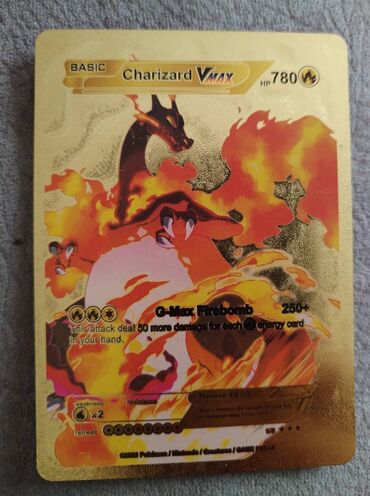 BASIC
Charizard VMAX HP 780
G-Max Firebomb 250+
This attack deal 50 more damage for each energy card
in your hand.
weakness
x2
resistance
retreat
Pokémon / Nintendo / Creatures / GAME FREAK